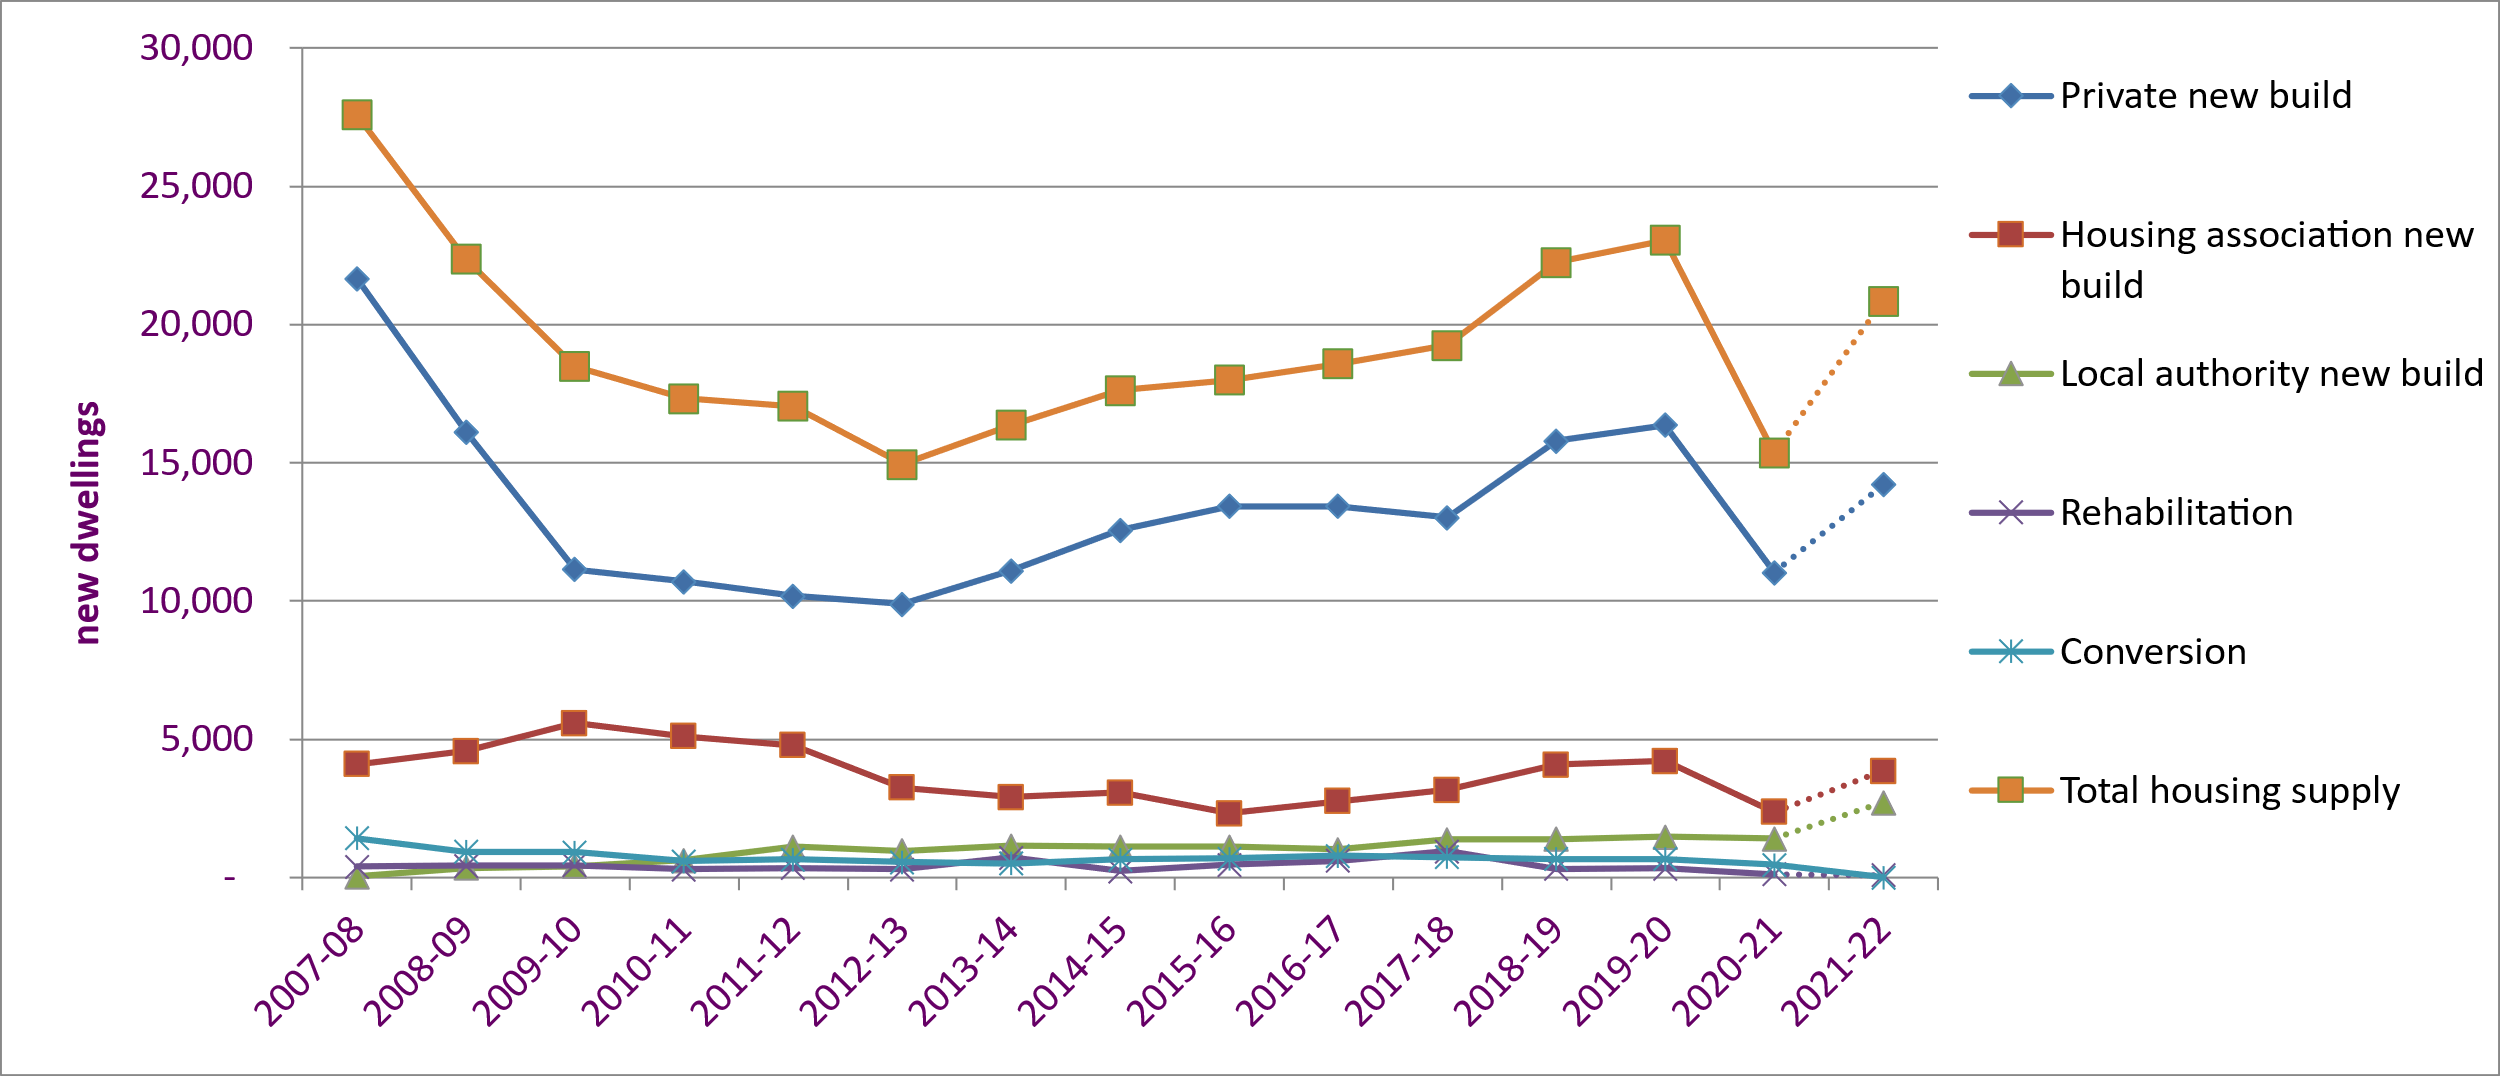 30,000
25,000
20,000
15,000
10,000
5,000
-
new dwellings
2007-08
2008-09
2009-10
2010-11
2011-12
2012-13
2013-14
2014-15
2015-16
2016-17
2017-18
2018-19
2019-20
2020-21
2021-22
Private new build
Housing association new
build
Local authority new build
Rehabilitation
Conversion
Total housing supply